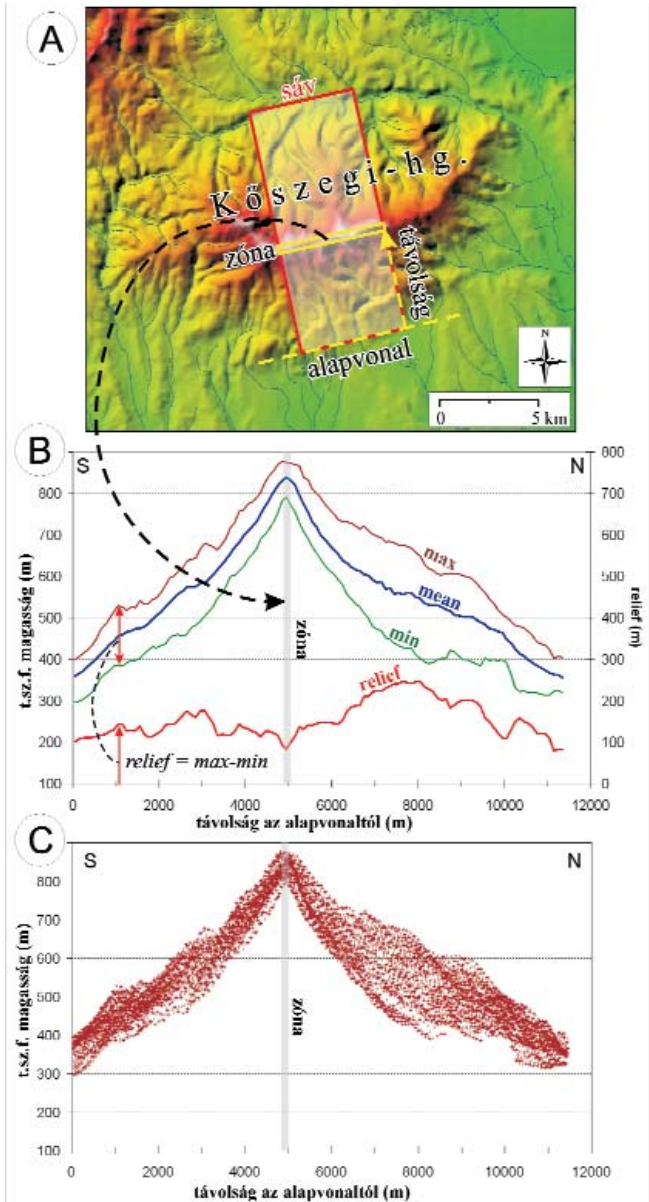 A
sáv
Kőszegi-hg.
zóna
távolság
alapvonal
N
0 5 km
B
S N
800
700
600
500
400
300
200
100
t.sz.f. magasság (m)
800
700
600
500
400
300
200
100
0
relief (m)
max
mean
min
zóna
relief
relief = max-min
0 2000 4000 6000 8000 10000 12000
távolság az alapvonaltól (m)
C
S N
800
700
600
500
400
300
200
100
t.sz.f. magasság (m)
zóna
0 2000 4000 6000 8000 10000 12000
távolság az alapvonaltól (m)